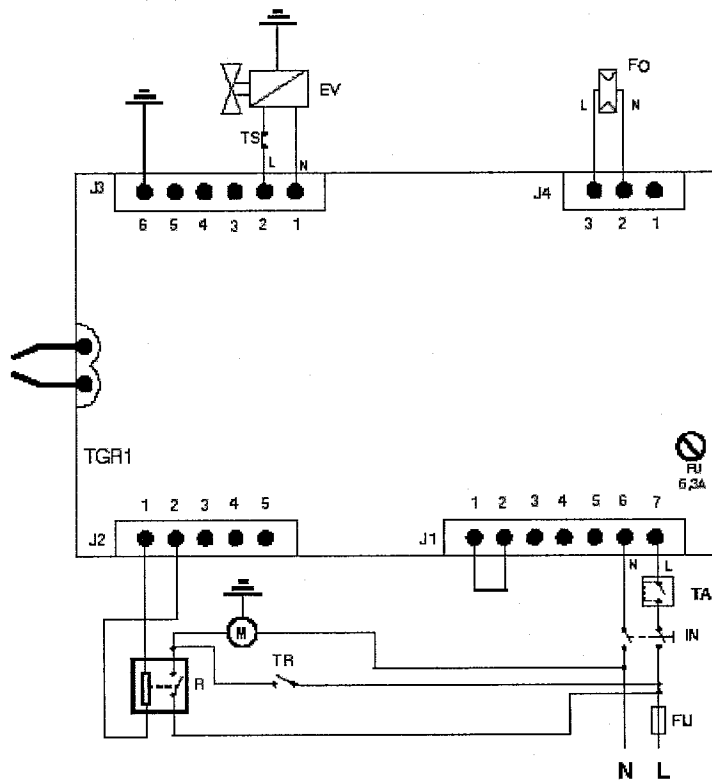 FO
EV
L N
TS
L N
J3
J4
6 5 4 3 2 1
3 2 1
TGR1
FU
6,3A
1 2 3 4 5
1 2 3 4 5 6 7
J2
J1
N L
TA
M
IN
TR
R
FU
N L